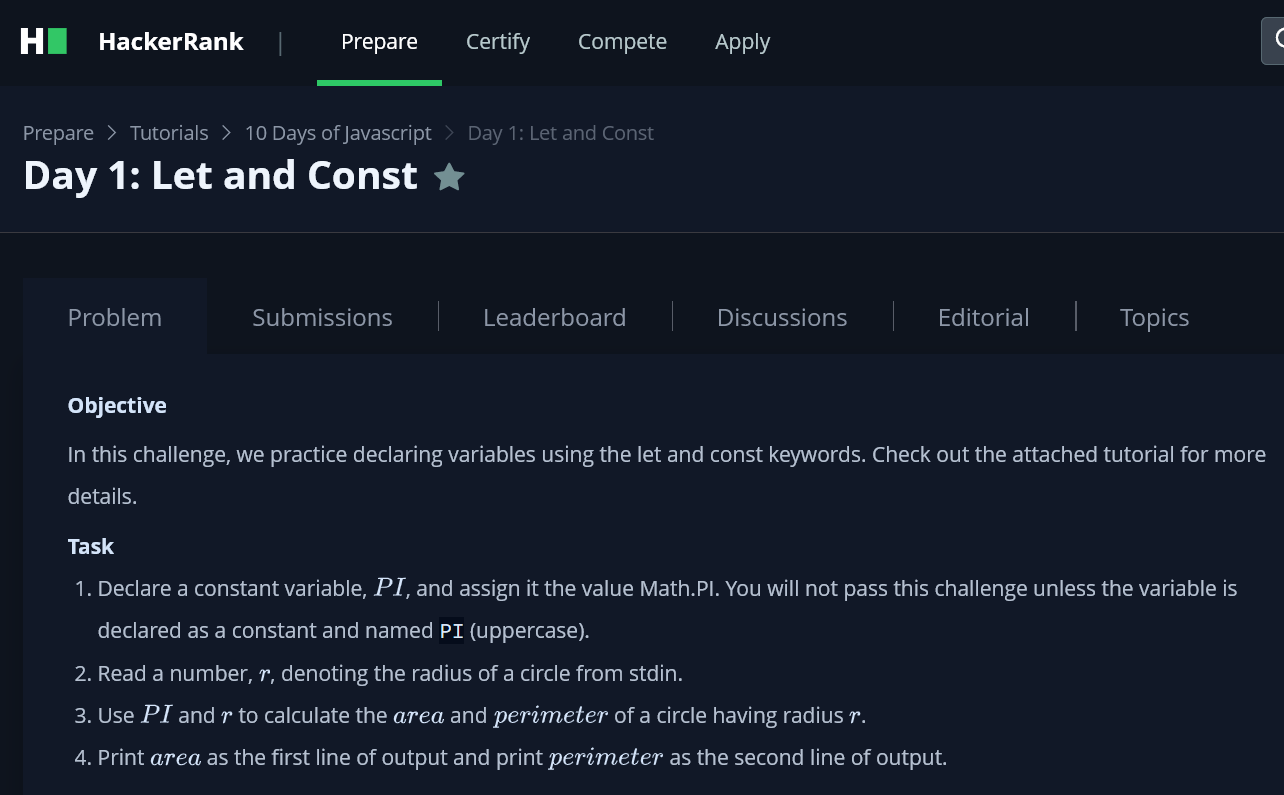 H
HackerRank | Prepare Certify Compete Apply
Prepare > Tutorials > 10 Days of Javascript > Day 1: Let and Const
Day 1: Let and Const
Problem Submissions Leaderboard Discussions Editorial Topics
Objective
In this challenge, we practice declaring variables using the let and const keywords. Check out the attached tutorial for more
details.
Task
1. Declare a constant variable, PI, and assign it the value Math.PI. You will not pass this challenge unless the variable is
declared as a constant and named PI (uppercase).
2. Read a number, r, denoting the radius of a circle from stdin.
3. Use PI and r to calculate the area and perimeter of a circle having radius r.
4. Print area as the first line of output and print perimeter as the second line of output.